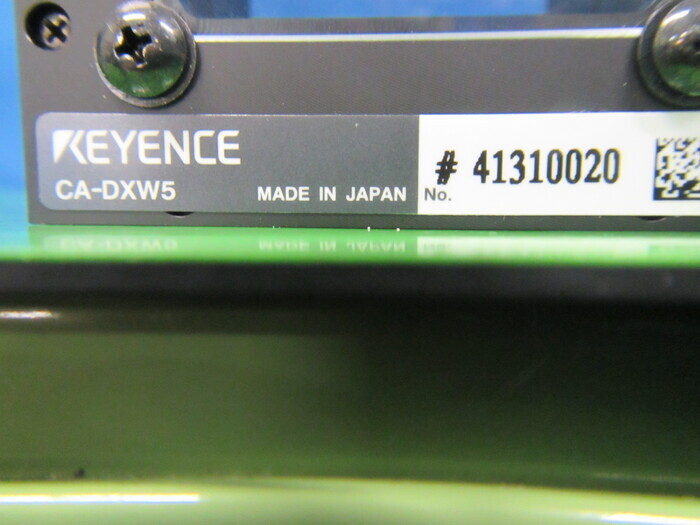 KEYENCE
CA-DXW5
MADE IN JAPAN
No. # 41310020